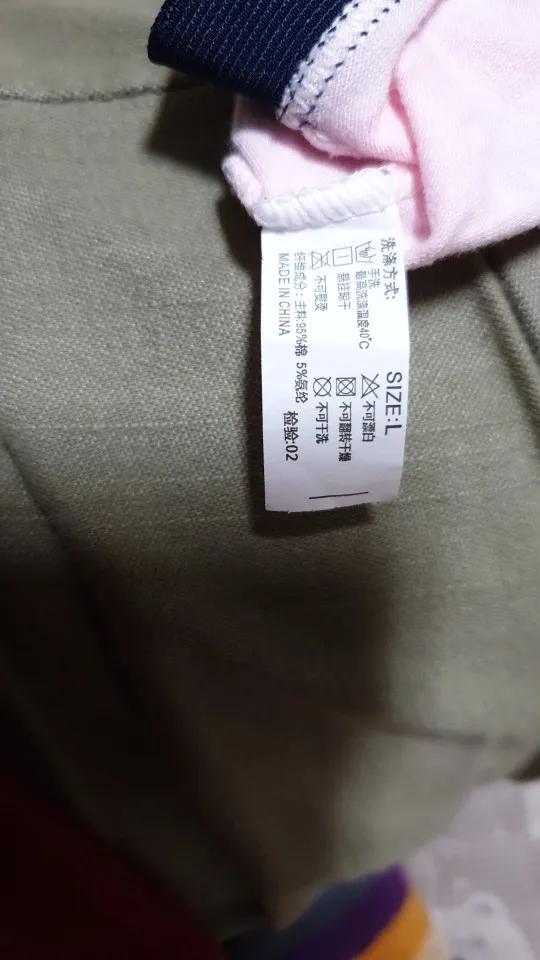 洗涤方式: SIZE:L
手洗
最高洗涤温度40°C 不可漂白
悬挂晾干 不可翻转干燥
不可熨烫 不可干洗
纤维成分:主料:95%棉 5%氨纶 检验:02
MADE IN CHINA